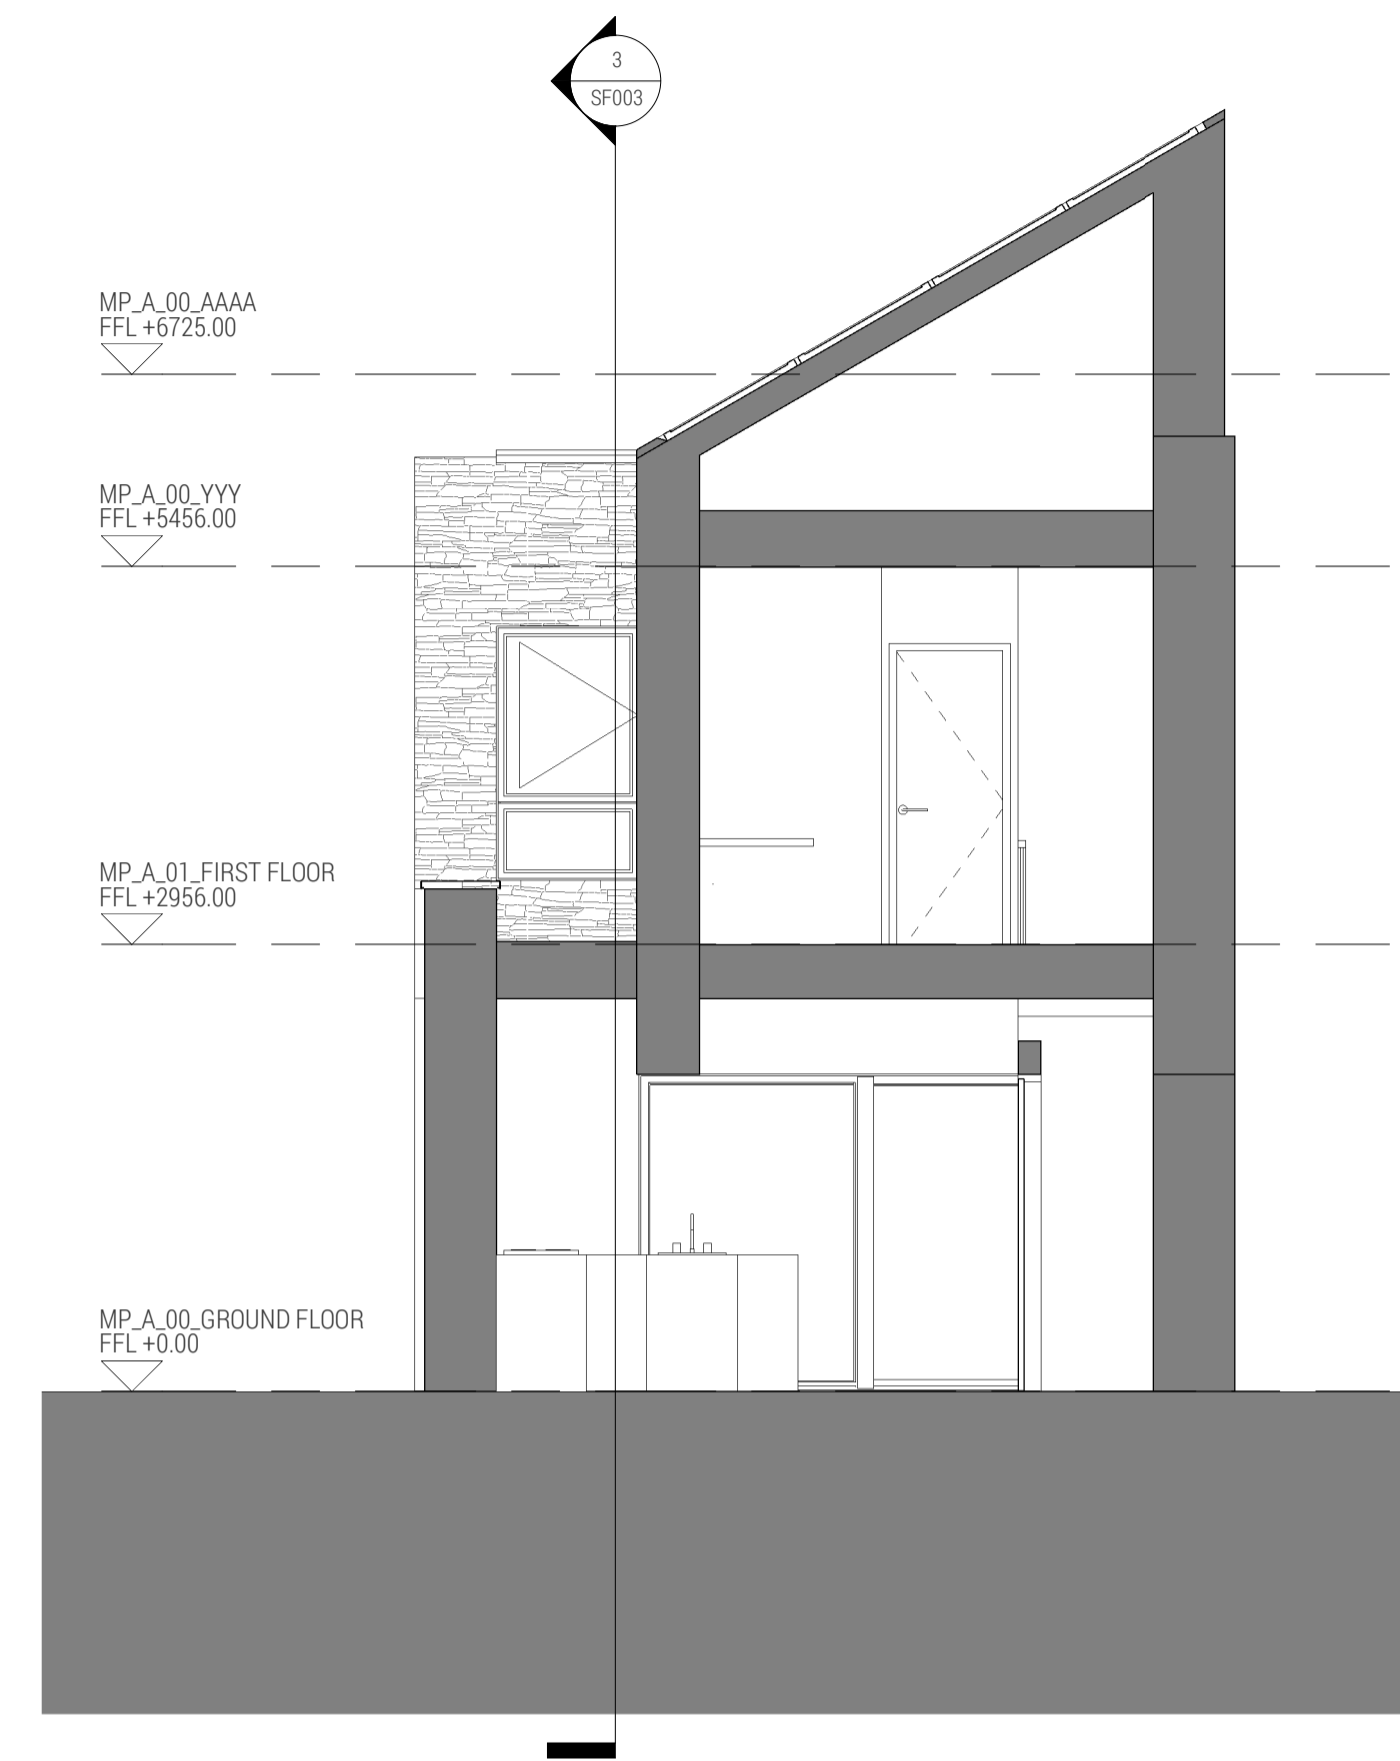 3
SF003
MP_A_00_AAAA
FFL +6725.00
MP_A_00_YYY
FFL +5456.00
MP_A_01_FIRST FLOOR
FFL +2956.00
MP_A_00_GROUND FLOOR
FFL +0.00